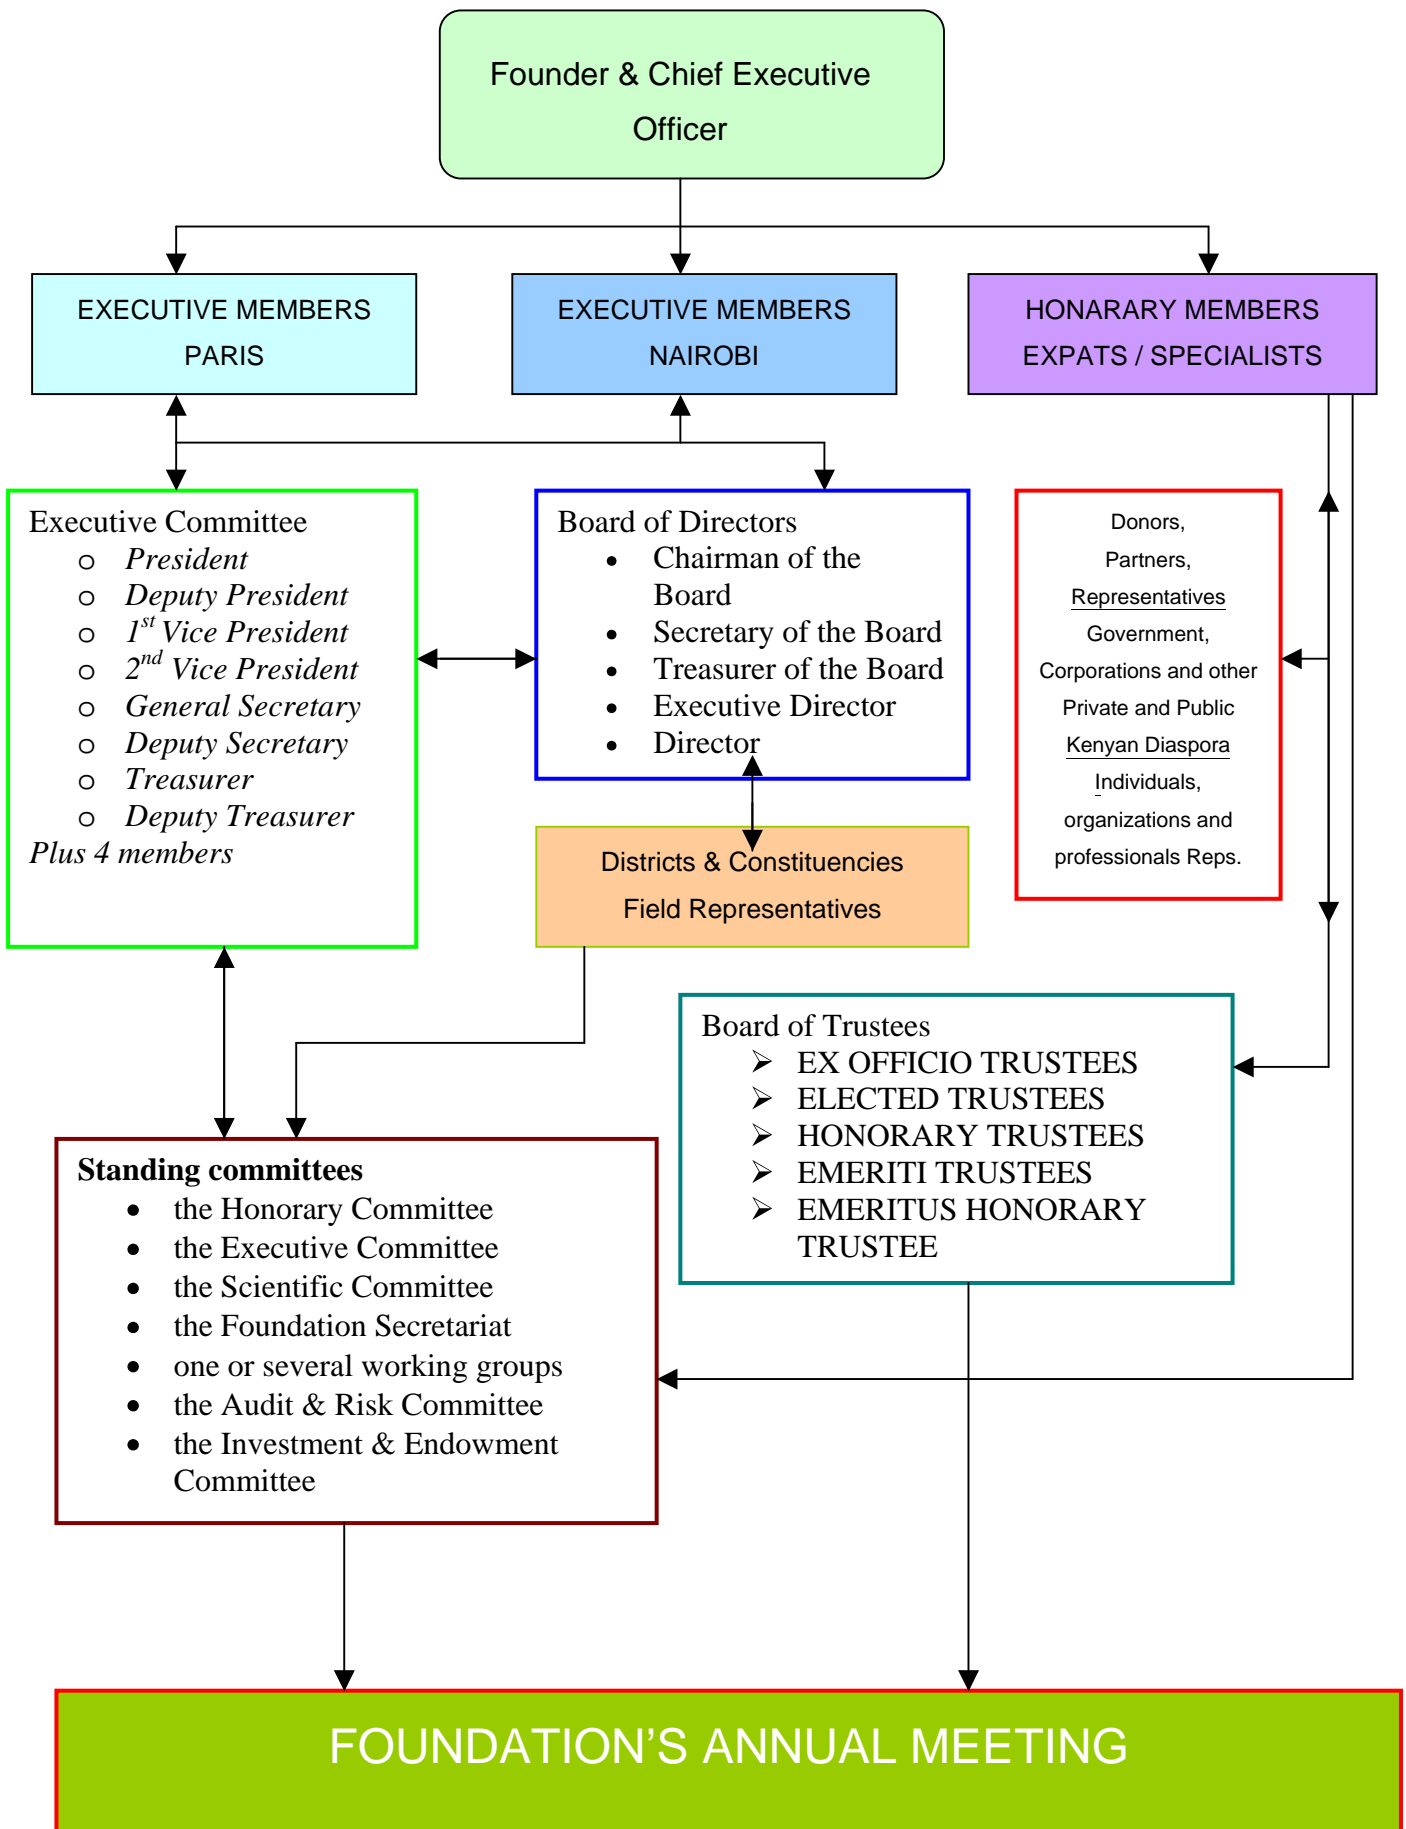 Founder & Chief Executive
Officer
EXECUTIVE MEMBERS
PARIS
EXECUTIVE MEMBERS
NAIROBI
HONARARY MEMBERS
EXPATS / SPECIALISTS
Executive Committee
o President
o Deputy President
o 1st Vice President
o 2nd Vice President
o General Secretary
o Deputy Secretary
o Treasurer
o Deputy Treasurer
Plus 4 members
Board of Directors
• Chairman of the
Board
• Secretary of the Board
• Treasurer of the Board
• Executive Director
• Director
Donors,
Partners,
Representatives
Government,
Corporations and other
Private and Public
Kenyan Diaspora
Individuals,
organizations and
professionals Reps.
Districts & Constituencies
Field Representatives
Board of Trustees
➢ EX OFFICIO TRUSTEES
➢ ELECTED TRUSTEES
➢ HONORARY TRUSTEES
➢ EMERITI TRUSTEES
➢ EMERITUS HONORARY
TRUSTEE
Standing committees
• the Honorary Committee
• the Executive Committee
• the Scientific Committee
• the Foundation Secretariat
• one or several working groups
• the Audit & Risk Committee
• the Investment & Endowment
Committee
FOUNDATION’S ANNUAL MEETING